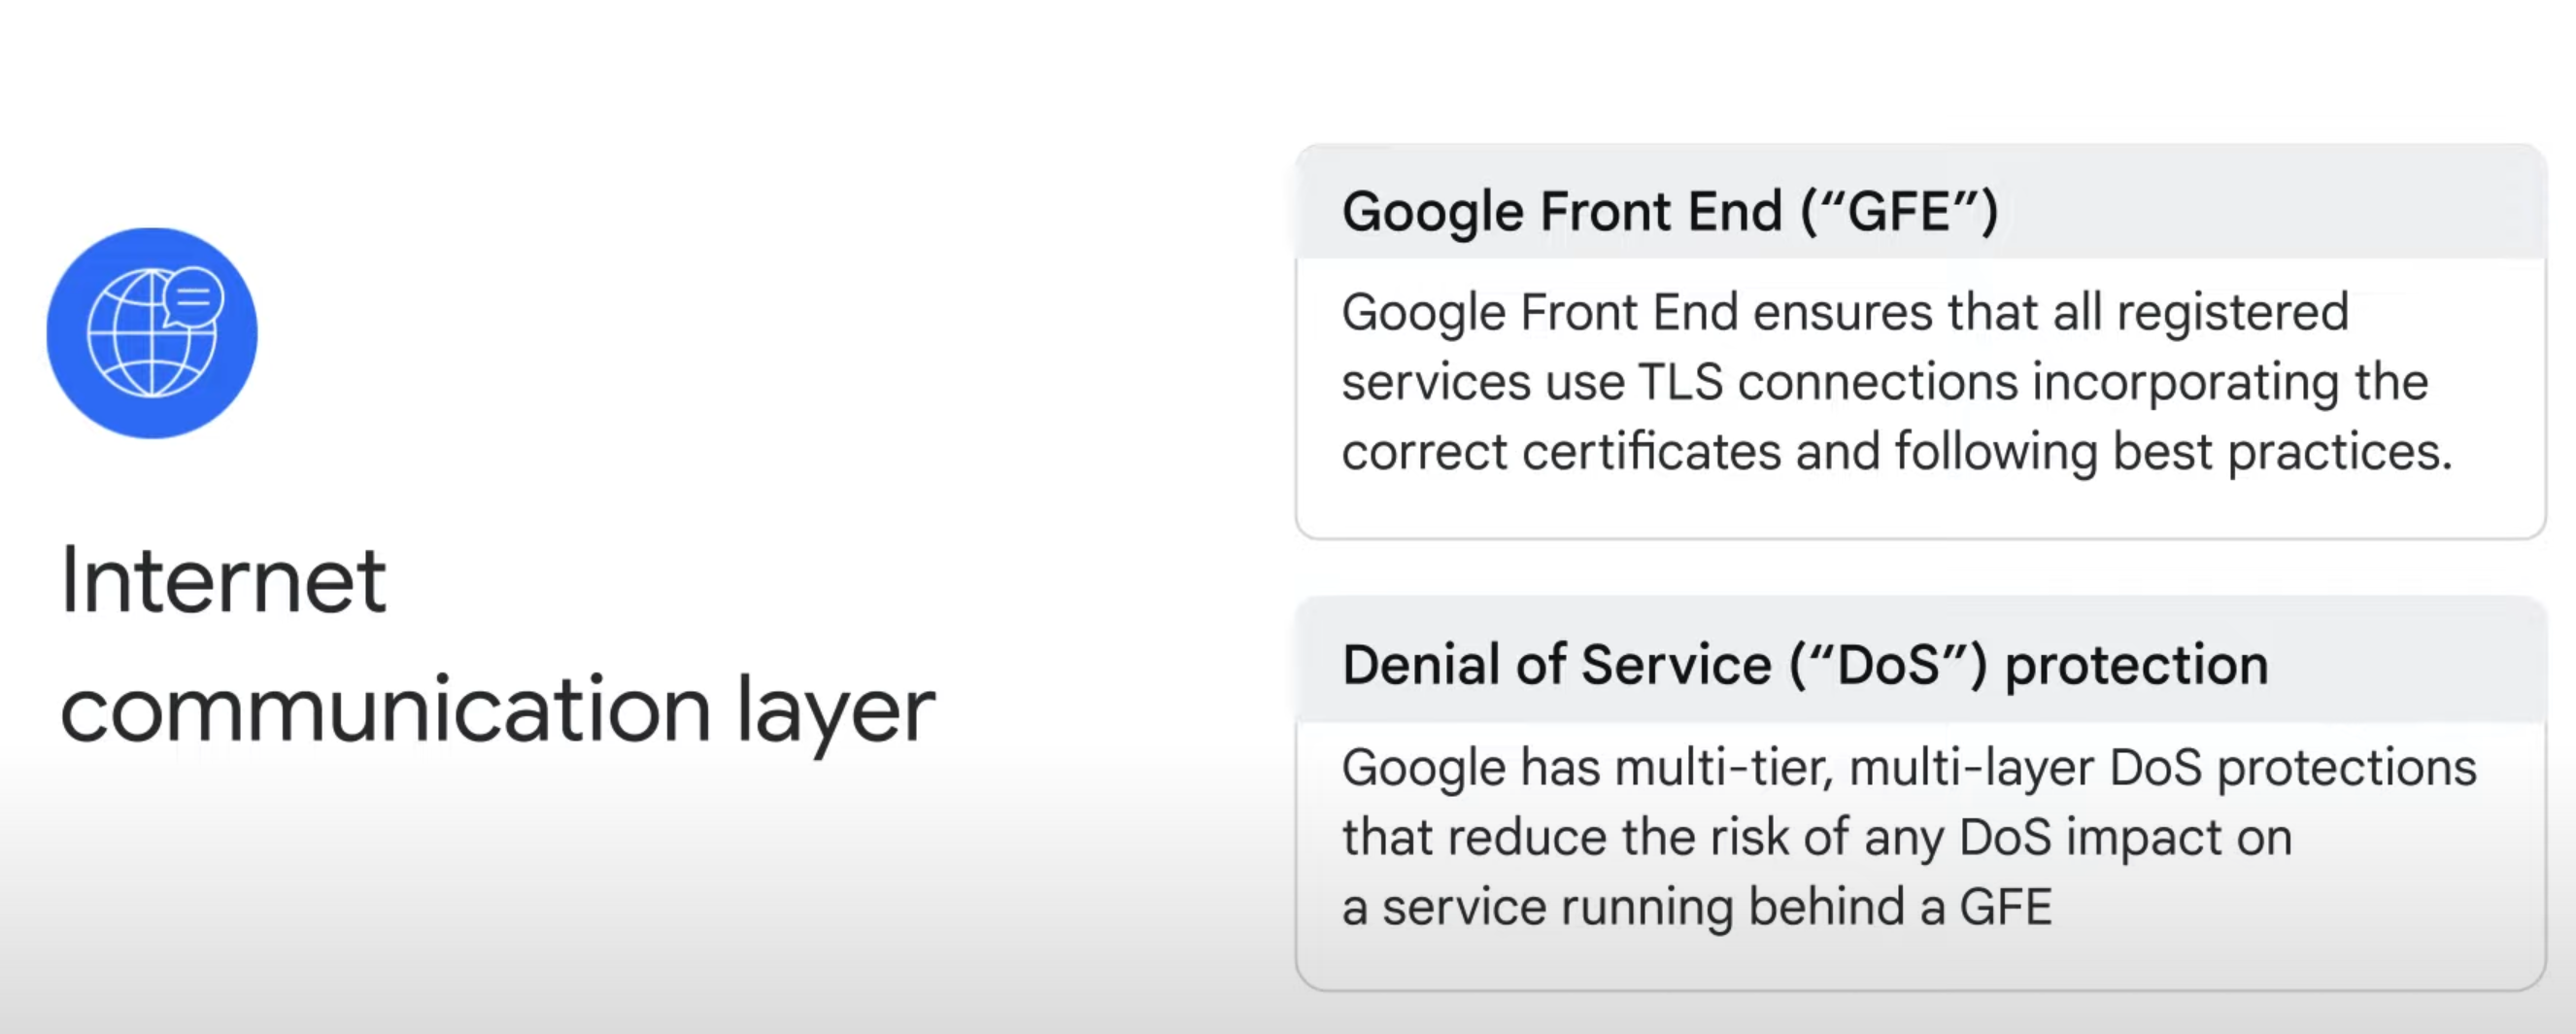 Internet
communication layer
Google Front End (“GFE”)
Google Front End ensures that all registered
services use TLS connections incorporating the
correct certificates and following best practices.
Denial of Service (“DoS”) protection
Google has multi-tier, multi-layer DoS protections
that reduce the risk of any DoS impact on
a service running behind a GFE